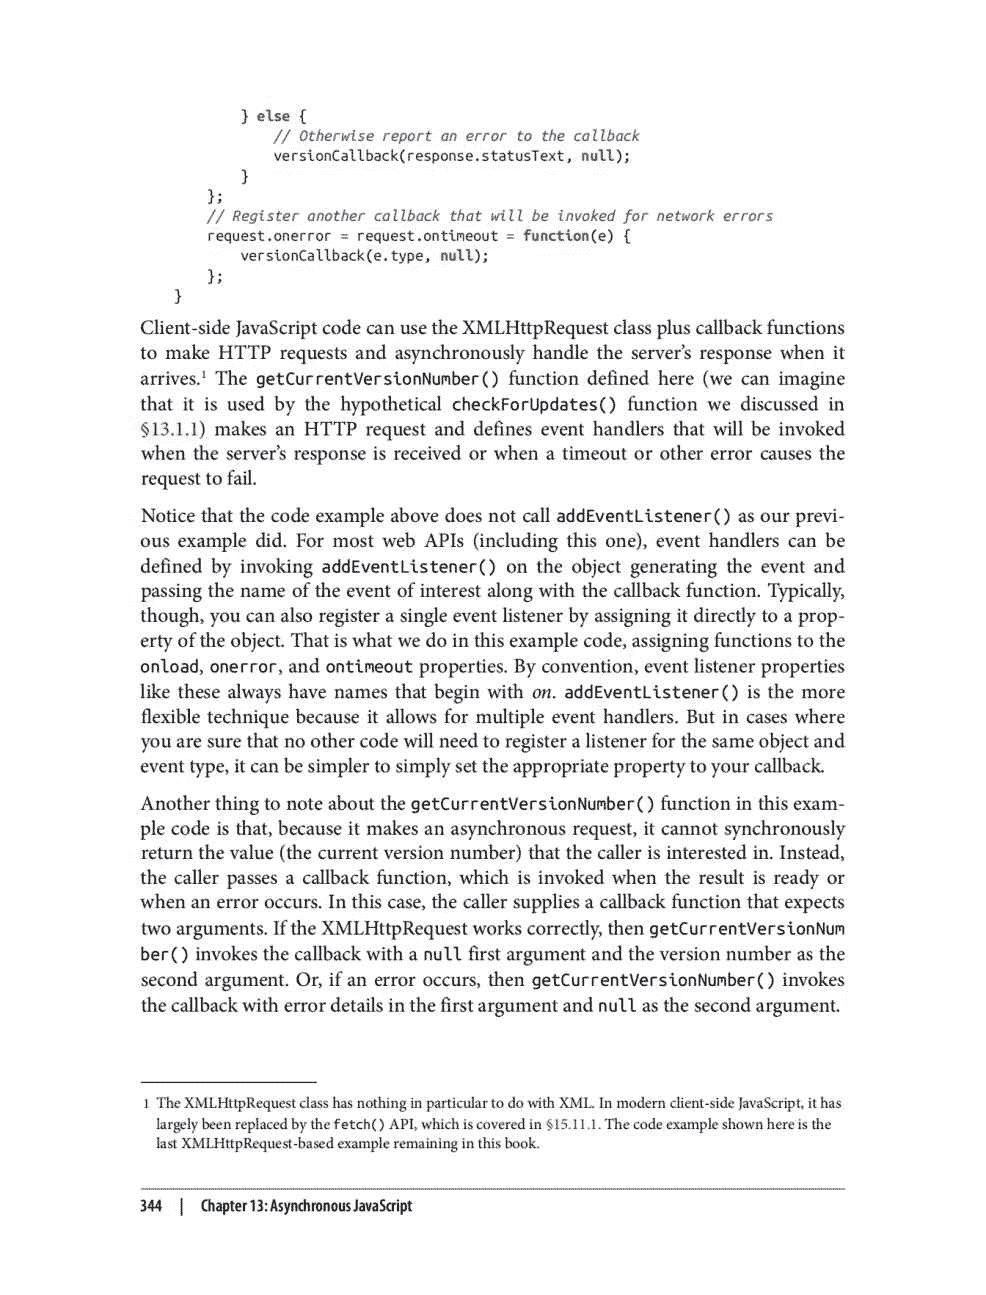 } else {
// Otherwise report an error to the callback
versionCallback(response.statusText, null);
}
};
// Register another callback that will be invoked for network errors
request.onerror = request.ontimeout = function(e) {
versionCallback(e.type, null);
};
}
Client-side JavaScript code can use the XMLHttpRequest class plus callback functions
to make HTTP requests and asynchronously handle the server’s response when it
arrives.¹ The getCurrentVersionNumber() function defined here (we can imagine
that it is used by the hypothetical checkForUpdates() function we discussed in
§13.1.1) makes an HTTP request and defines event handlers that will be invoked
when the server’s response is received or when a timeout or other error causes the
request to fail.
Notice that the code example above does not call addEventListener() as our previ-
ous example did. For most web APIs (including this one), event handlers can be
defined by invoking addEventListener() on the object generating the event and
passing the name of the event of interest along with the callback function. Typically,
though, you can also register a single event listener by assigning it directly to a prop-
erty of the object. That is what we do in this example code, assigning functions to the
onload, onerror, and ontimeout properties. By convention, event listener properties
like these always have names that begin with on. addEventListener() is the more
flexible technique because it allows for multiple event handlers. But in cases where
you are sure that no other code will need to register a listener for the same object and
event type, it can be simpler to simply set the appropriate property to your callback.
Another thing to note about the getCurrentVersionNumber() function in this exam-
ple code is that, because it makes an asynchronous request, it cannot synchronously
return the value (the current version number) that the caller is interested in. Instead,
the caller passes a callback function, which is invoked when the result is ready or
when an error occurs. In this case, the caller supplies a callback function that expects
two arguments. If the XMLHttpRequest works correctly, then getCurrentVersionNum
ber() invokes the callback with a null first argument and the version number as the
second argument. Or, if an error occurs, then getCurrentVersionNumber() invokes
the callback with error details in the first argument and null as the second argument.
1 The XMLHttpRequest class has nothing in particular to do with XML. In modern client-side JavaScript, it has
largely been replaced by the fetch() API, which is covered in §15.11.1. The code example shown here is the
last XMLHttpRequest-based example remaining in this book.
344 | Chapter 13: Asynchronous JavaScript